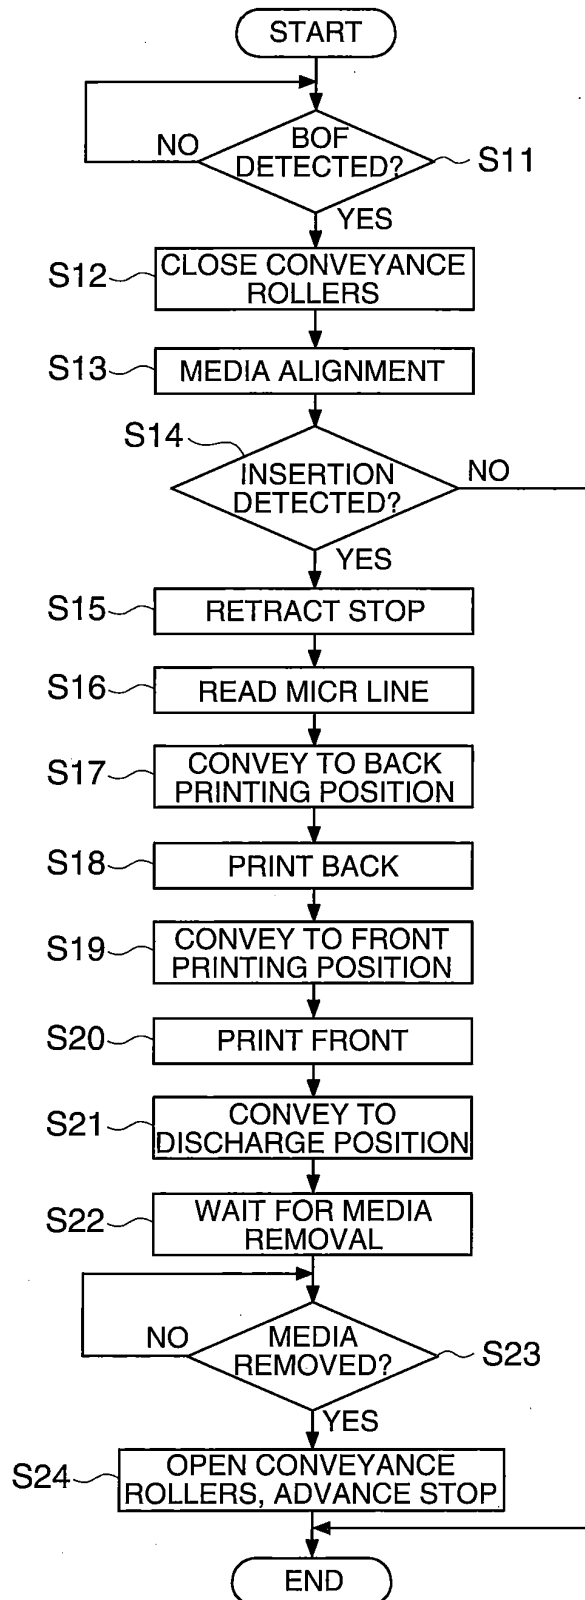 START
NO
BOF
DETECTED?
S11
YES
S12
CLOSE CONVEYANCE
ROLLERS
S13
MEDIA ALIGNMENT
S14
INSERTION
DETECTED?
NO
YES
S15
RETRACT STOP
S16
READ MICR LINE
S17
CONVEY TO BACK
PRINTING POSITION
S18
PRINT BACK
S19
CONVEY TO FRONT
PRINTING POSITION
S20
PRINT FRONT
S21
CONVEY TO
DISCHARGE POSITION
S22
WAIT FOR MEDIA
REMOVAL
NO
MEDIA
REMOVED?
S23
YES
S24
OPEN CONVEYANCE
ROLLERS, ADVANCE STOP
END